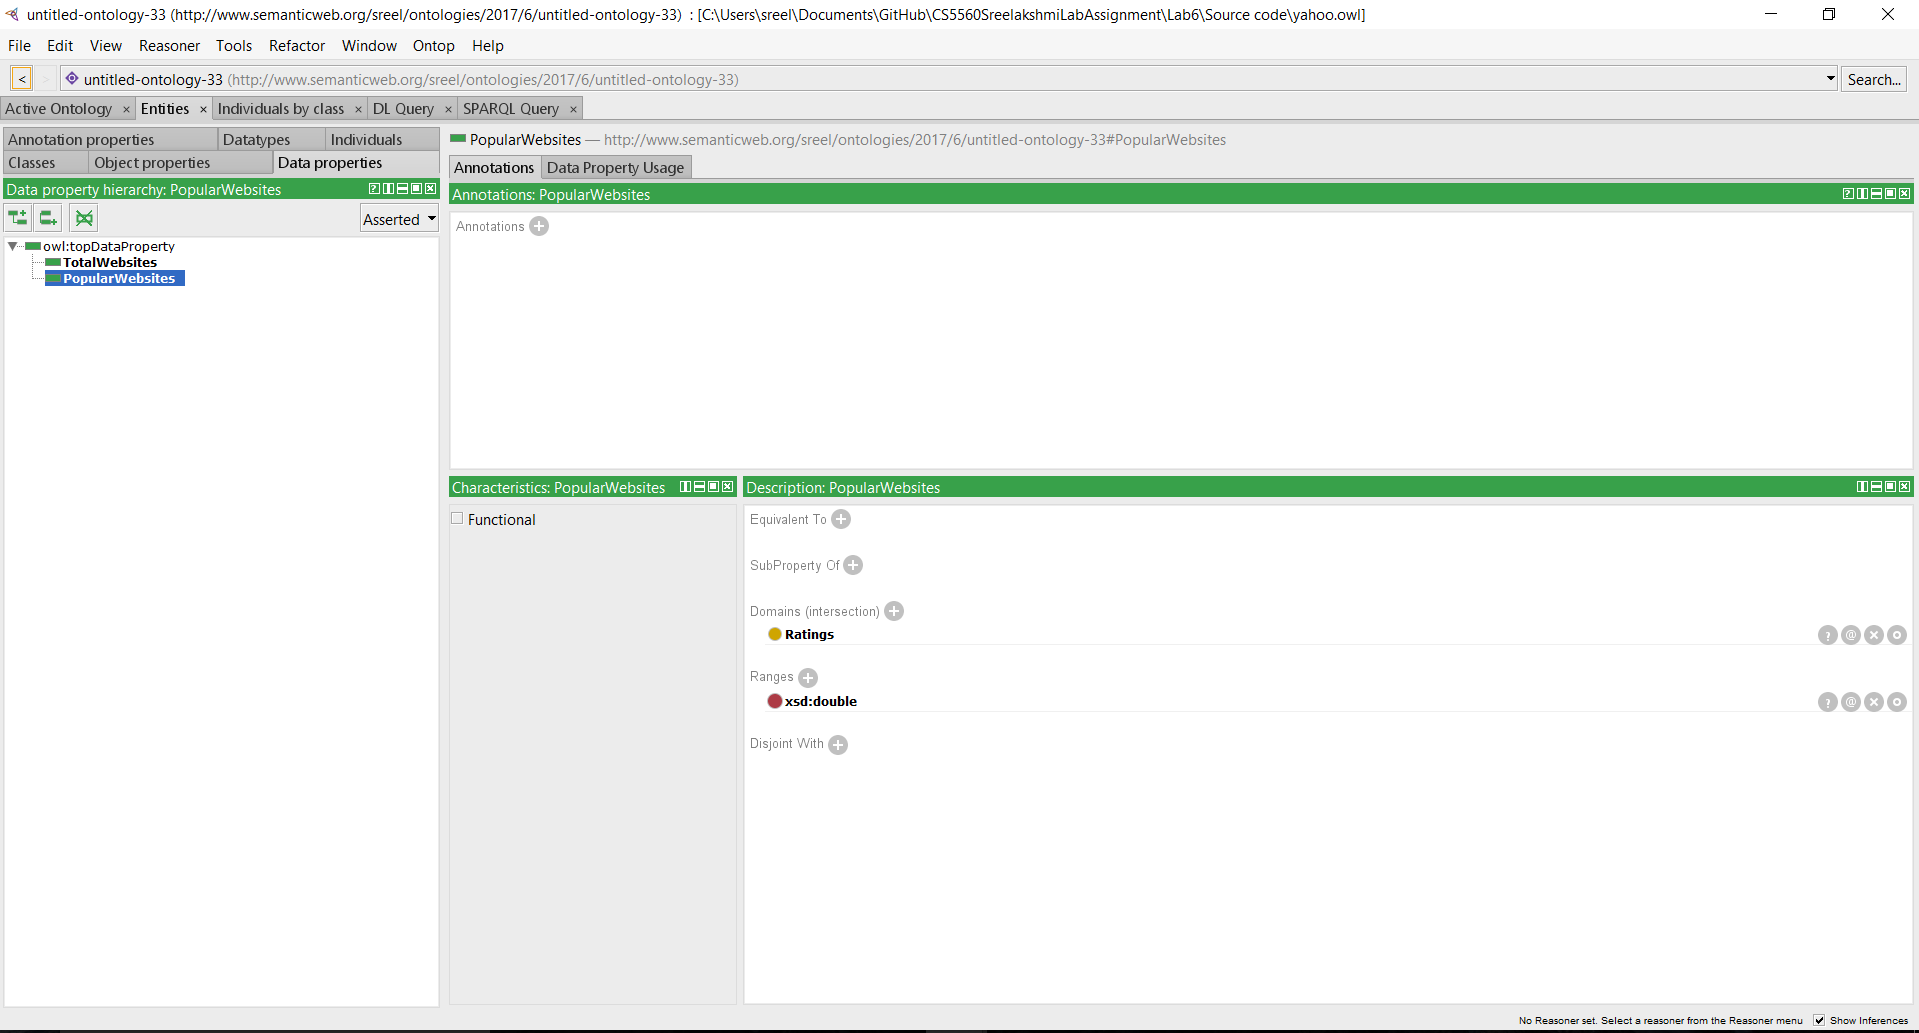 untitled-ontology-33 (http://www.semanticweb.org/sreel/ontologies/2017/6/untitled-ontology-33) : [C:\Users\sreel\Documents\GitHub\CS5560SreelakshmiLabAssignment\Lab6\Source code\yahoo.owl]
File Edit View Reasoner Tools Refactor Window Ontop Help
< > untitled-ontology-33 (http://www.semanticweb.org/sreel/ontologies/2017/6/untitled-ontology-33) Search...
Active Ontology × Entities × Individuals by class × DL Query × SPARQL Query ×
Annotation properties Datatypes Individuals
Classes Object properties Data properties
Data property hierarchy: PopularWebsites
Asserted
owl:topDataProperty
TotalWebsites
PopularWebsites
PopularWebsites — http://www.semanticweb.org/sreel/ontologies/2017/6/untitled-ontology-33#PopularWebsites
Annotations Data Property Usage
Annotations: PopularWebsites
Annotations
Characteristics: PopularWebsites
Functional
Description: PopularWebsites
Equivalent To
SubProperty Of
Domains (intersection)
Ratings
Ranges
xsd:double
Disjoint With
No Reasoner set. Select a reasoner from the Reasoner menu Show Inferences